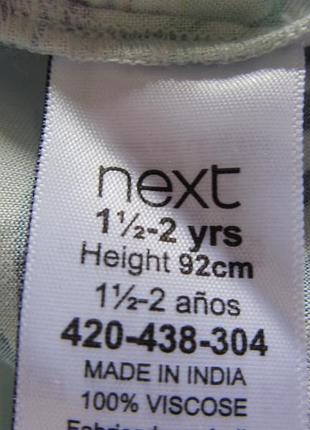 next
1½-2 yrs
Height 92cm
1½-2 años
420-438-304
MADE IN INDIA
100% VISCOSE